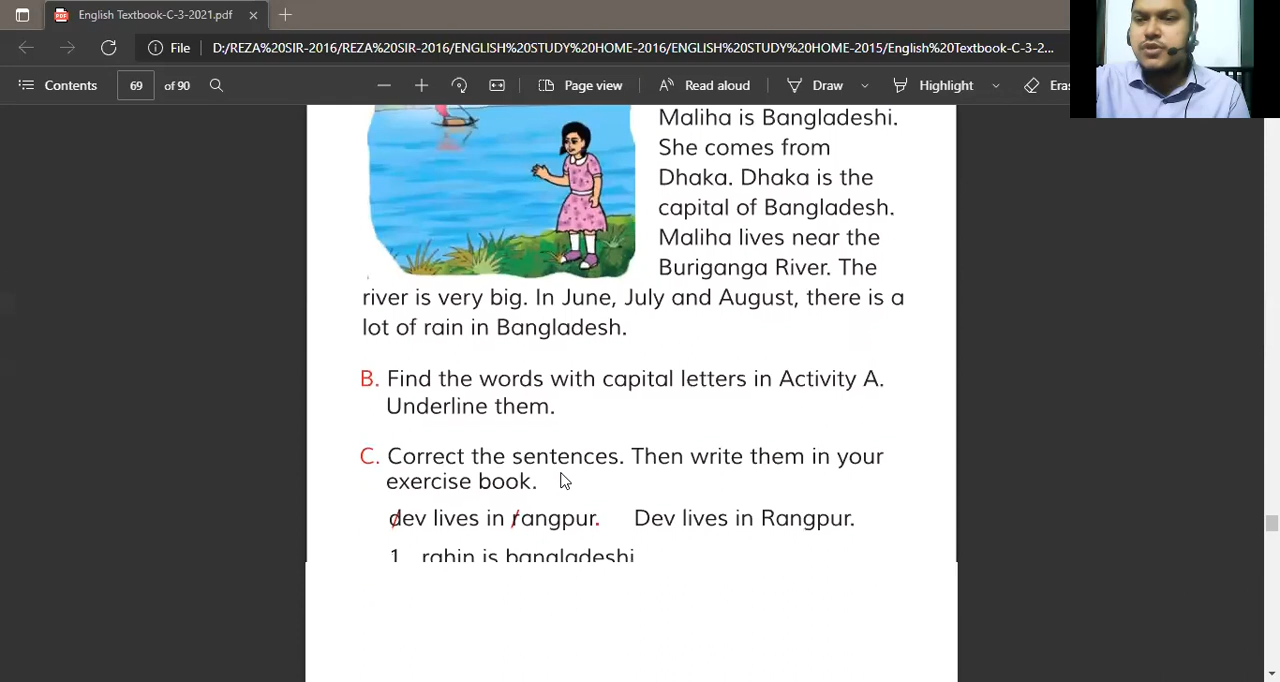 English Textbook-C-3-2021.pdf
File D:/REZA%20SIR-2016/REZA%20SIR-2016/ENGLISH%20STUDY%20HOME-2016/ENGLISH%20STUDY%20HOME-2015/English%20Textbook-C-3-2...
Contents 69 of 90 Page view Read aloud Draw Highlight
Maliha is Bangladeshi.
She comes from
Dhaka. Dhaka is the
capital of Bangladesh.
Maliha lives near the
Buriganga River. The
river is very big. In June, July and August, there is a
lot of rain in Bangladesh.
B. Find the words with capital letters in Activity A.
Underline them.
C. Correct the sentences. Then write them in your
exercise book.
dev lives in rangpur. Dev lives in Rangpur.
1 rahin is bangladeshi